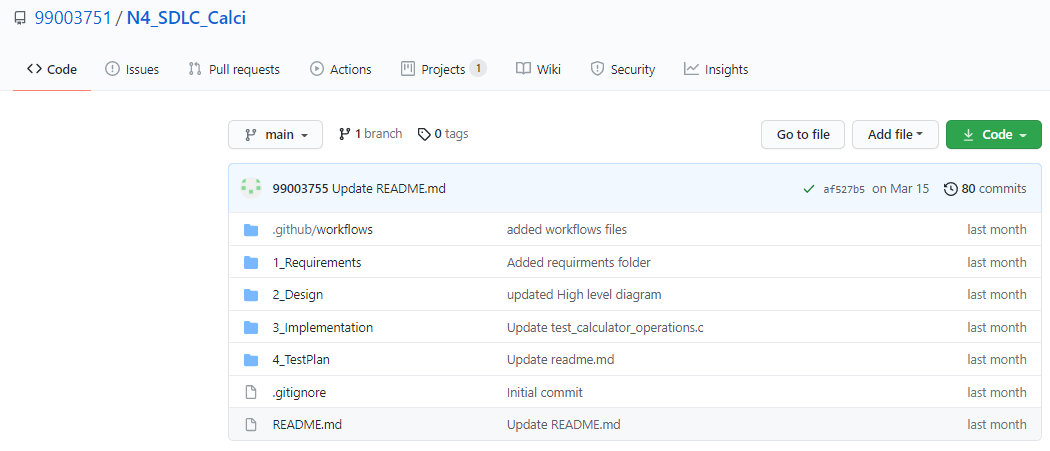 99003751 / N4_SDLC_Calci
Code Issues Pull requests Actions Projects 1 Wiki Security Insights
main 1 branch 0 tags Go to file Add file Code
99003755 Update README.md af527b5 on Mar 15 80 commits
.github/workflows added workflows files last month
1_Requirements Added requirments folder last month
2_Design updated High level diagram last month
3_Implementation Update test_calculator_operations.c last month
4_TestPlan Update readme.md last month
.gitignore Initial commit last month
README.md Update README.md last month